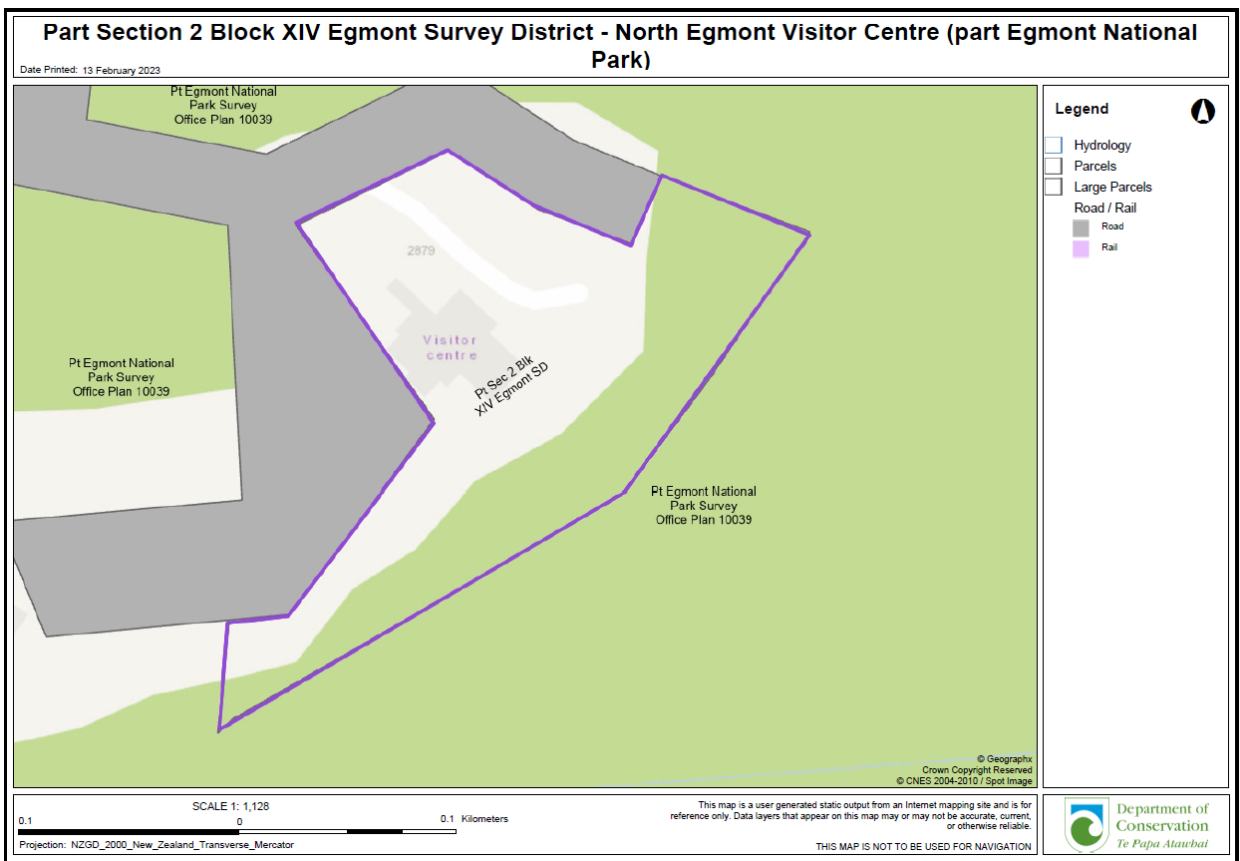 Part Section 2 Block XIV Egmont Survey District - North Egmont Visitor Centre (part Egmont National
Park)
Date Printed: 13 February 2023
Pt Egmont National
Park Survey
Office Plan 10039
2879
Visitor
centre
Pt Sec 2 Blk
XIV Egmont SD
Pt Egmont National
Park Survey
Office Plan 10039
Pt Egmont National
Park Survey
Office Plan 10039
© Geographx
Crown Copyright Reserved
© CNES 2004-2010 / Spot Image
Legend
Hydrology
Parcels
Large Parcels
Road / Rail
Road
Rail
SCALE 1: 1,128
0.1 0 0.1 Kilometers
Projection: NZGD_2000_New_Zealand_Transverse_Mercator
This map is a user generated static output from an Internet mapping site and is for
reference only. Data layers that appear on this map may or may not be accurate, current,
or otherwise reliable.
THIS MAP IS NOT TO BE USED FOR NAVIGATION
Department of
Conservation
Te Papa Atawhai